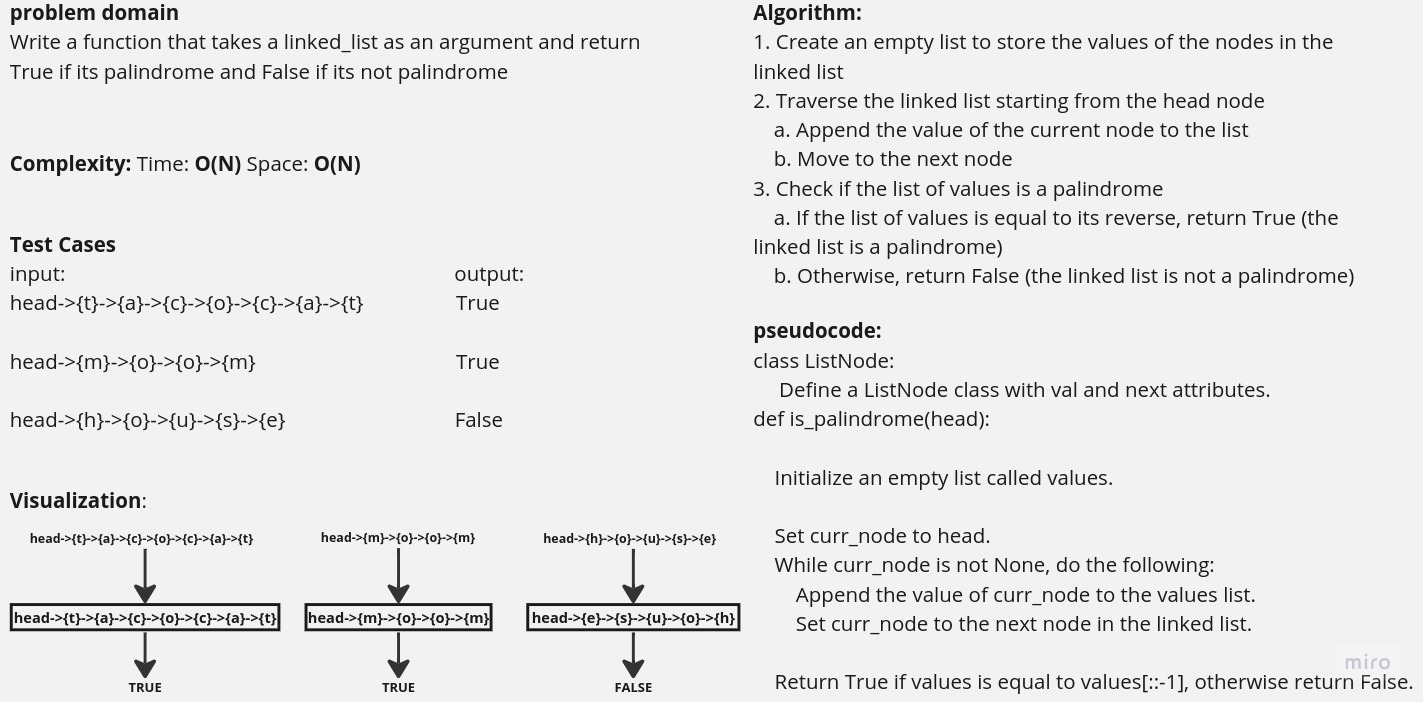 problem domain
Write a function that takes a linked_list as an argument and return
True if its palindrome and False if its not palindrome
Complexity: Time: O(N) Space: O(N)
Test Cases
input: output:
head->{t}->{a}->{c}->{o}->{c}->{a}->{t} True
head->{m}->{o}->{o}->{m} True
head->{h}->{o}->{u}->{s}->{e} False
Visualization:
head->{t}->{a}->{c}->{o}->{c}->{a}->{t} head->{m}->{o}->{o}->{m} head->{h}->{o}->{u}->{s}->{e}
head->{t}->{a}->{c}->{o}->{c}->{a}->{t} head->{m}->{o}->{o}->{m} head->{e}->{s}->{u}->{o}->{h}
TRUE TRUE FALSE
Algorithm:
1. Create an empty list to store the values of the nodes in the
linked list
2. Traverse the linked list starting from the head node
a. Append the value of the current node to the list
b. Move to the next node
3. Check if the list of values is a palindrome
a. If the list of values is equal to its reverse, return True (the
linked list is a palindrome)
b. Otherwise, return False (the linked list is not a palindrome)
pseudocode:
class ListNode:
Define a ListNode class with val and next attributes.
def is_palindrome(head):
Initialize an empty list called values.
Set curr_node to head.
While curr_node is not None, do the following:
Append the value of curr_node to the values list.
Set curr_node to the next node in the linked list.
Return True if values is equal to values[::-1], otherwise return False.
miro